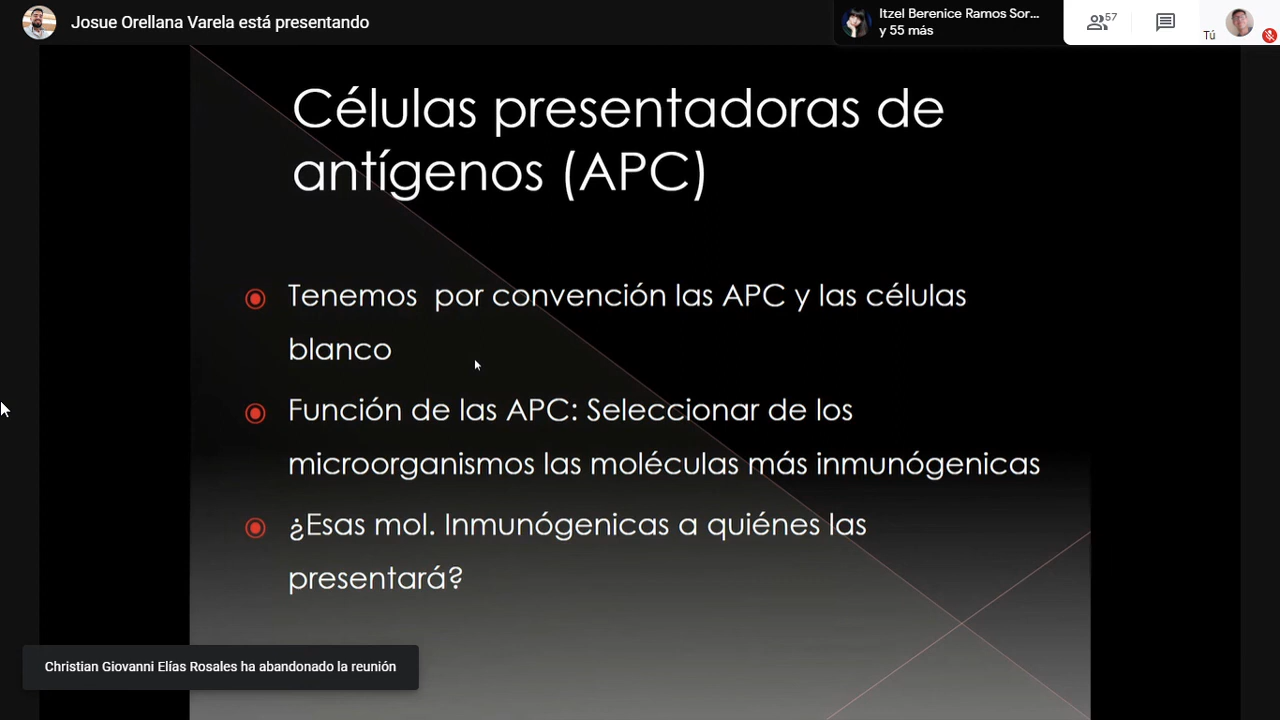 Josue Orellana Varela está presentando
Itzel Berenice Ramos Sor...
y 55 más
57
Tú
Células presentadoras de
antígenos (APC)
Tenemos por convención las APC y las células
blanco
Función de las APC: Seleccionar de los
microorganismos las moléculas más inmunógenicas
¿Esas mol. Inmunógenicas a quiénes las
presentará?
Christian Giovanni Elías Rosales ha abandonado la reunión